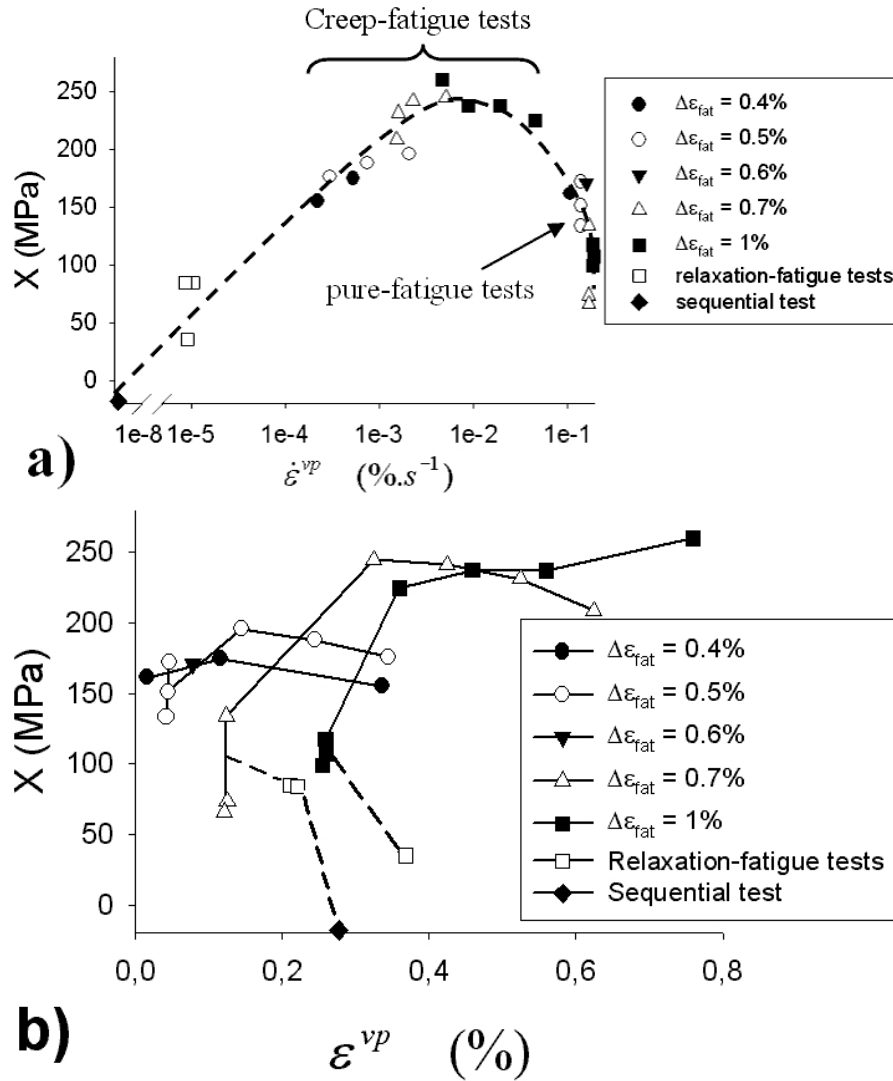 Creep-fatigue tests
250
200
150
100
50
0
X (MPa)
pure-fatigue tests
1e-8 1e-5 1e-4 1e-3 1e-2 1e-1
ε̇^vp (%.s⁻¹)
Δε_fat = 0.4%
Δε_fat = 0.5%
Δε_fat = 0.6%
Δε_fat = 0.7%
Δε_fat = 1%
relaxation-fatigue tests
sequential test
a)
250
200
150
100
50
0
X (MPa)
0,0 0,2 0,4 0,6 0,8
ε^vp (%)
Δε_fat = 0.4%
Δε_fat = 0.5%
Δε_fat = 0.6%
Δε_fat = 0.7%
Δε_fat = 1%
Relaxation-fatigue tests
Sequential test
b)